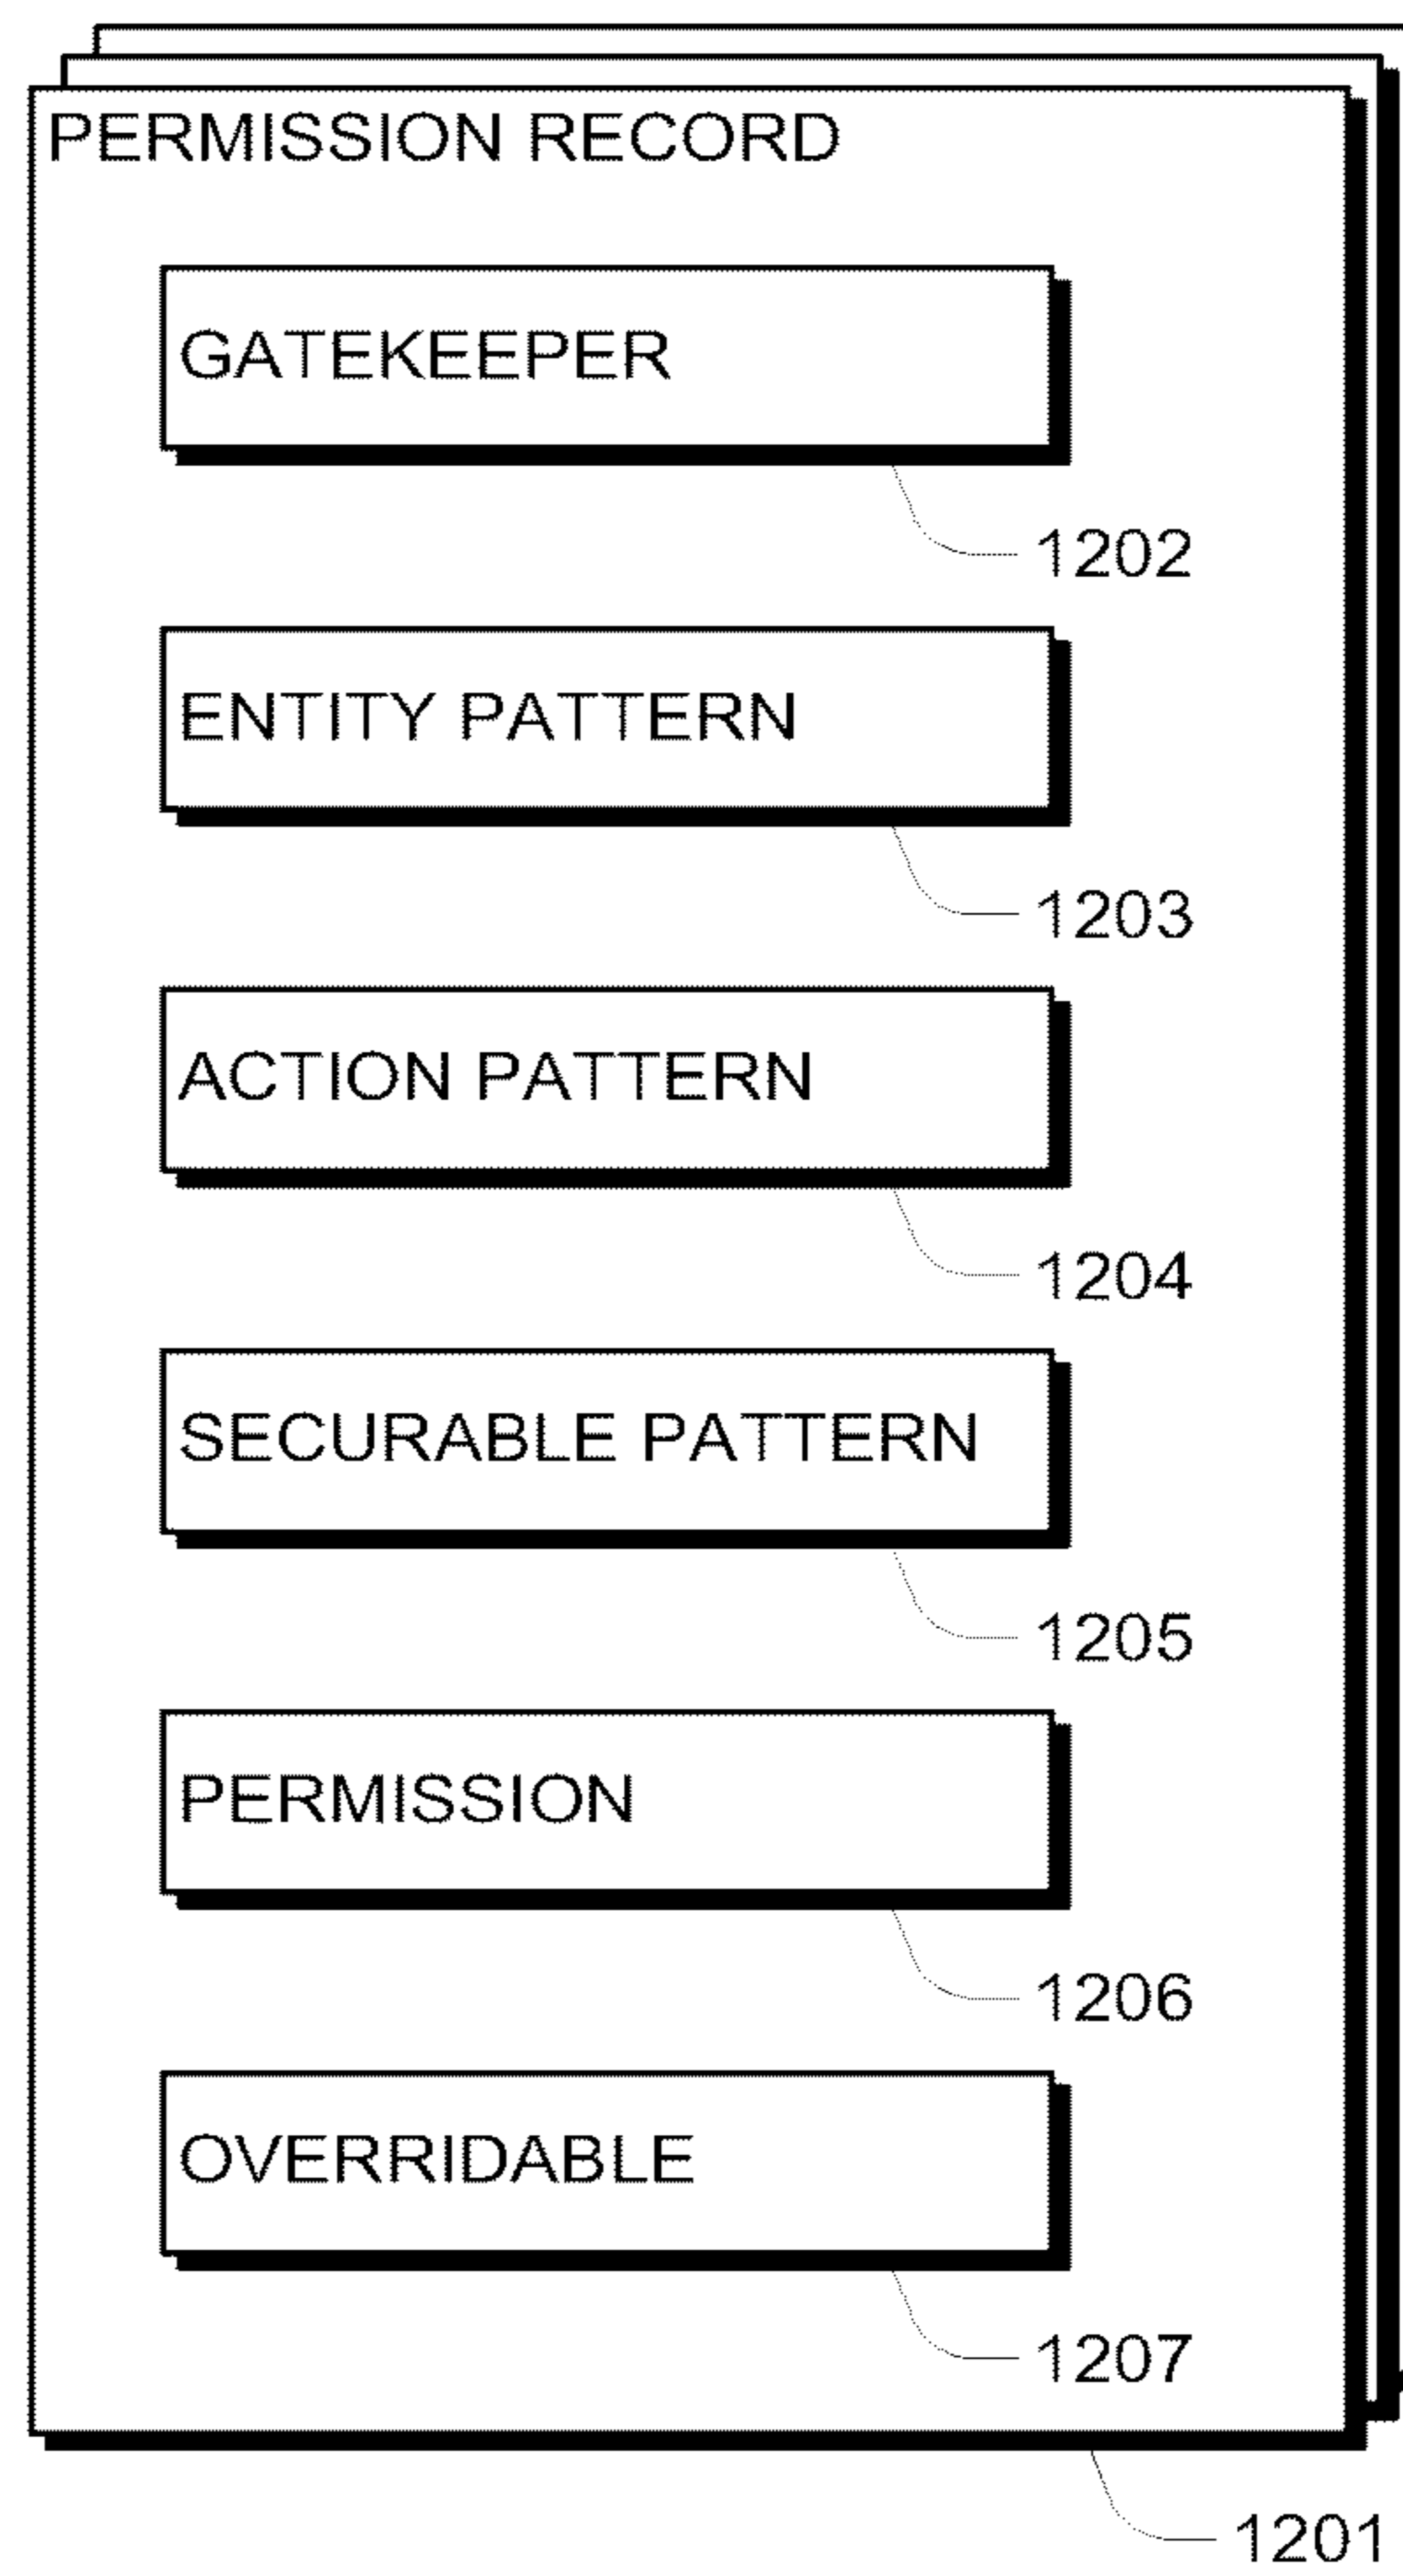 PERMISSION RECORD
GATEKEEPER
1202
ENTITY PATTERN
1203
ACTION PATTERN
1204
SECURABLE PATTERN
1205
PERMISSION
1206
OVERRIDABLE
1207
1201